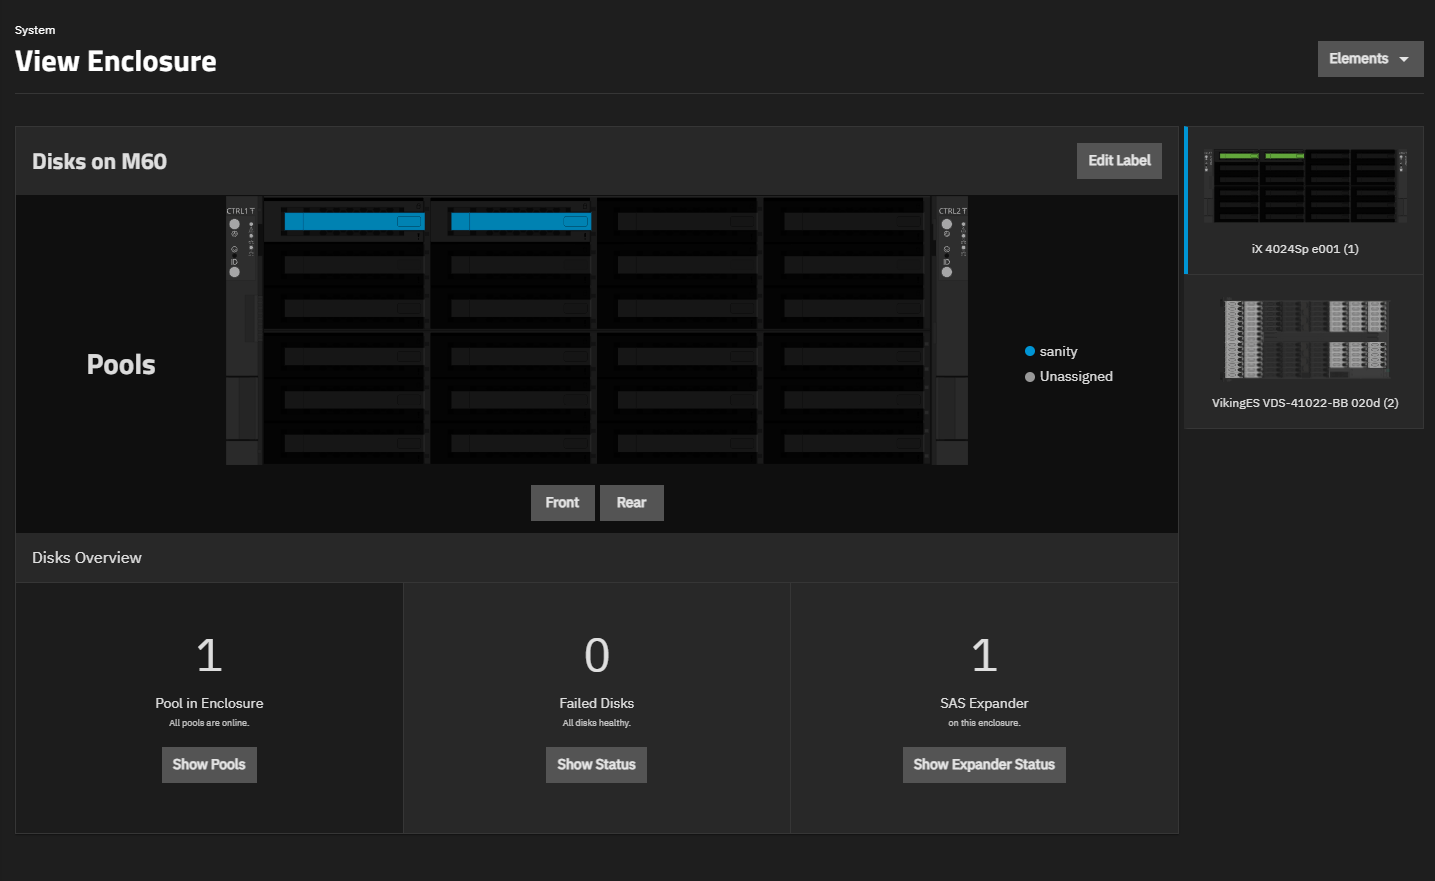 System
View Enclosure
Elements
Disks on M60
Edit Label
CTRL1
CTRL2
ID
ID
Pools
sanity
Unassigned
Front
Rear
iX 4024Sp e001 (1)
VikingES VDS-41022-BB 020d (2)
Disks Overview
1
Pool in Enclosure
All pools are online.
Show Pools
0
Failed Disks
All disks healthy.
Show Status
1
SAS Expander
on this enclosure.
Show Expander Status